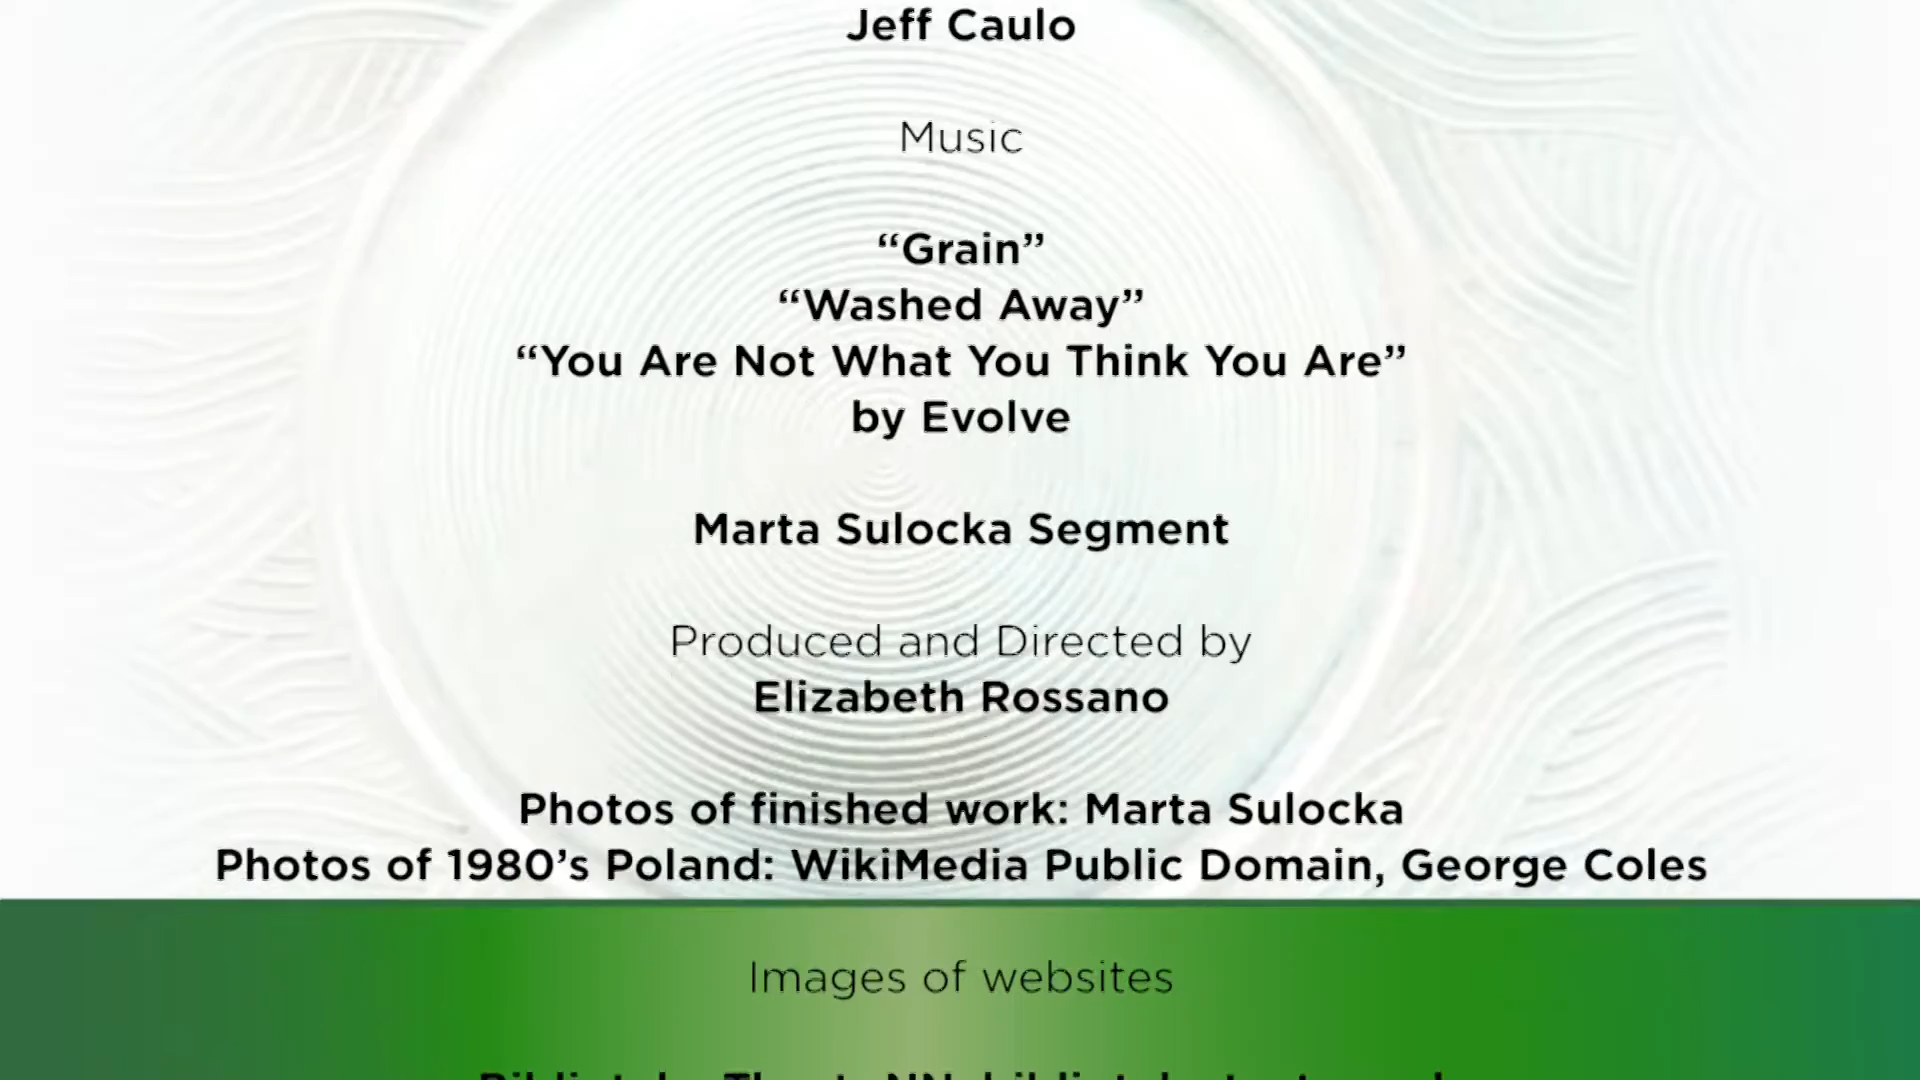 Jeff Caulo
Music
“Grain”
“Washed Away”
“You Are Not What You Think You Are”
by Evolve
Marta Sulocka Segment
Produced and Directed by
Elizabeth Rossano
Photos of finished work: Marta Sulocka
Photos of 1980’s Poland: WikiMedia Public Domain, George Coles
Images of websites